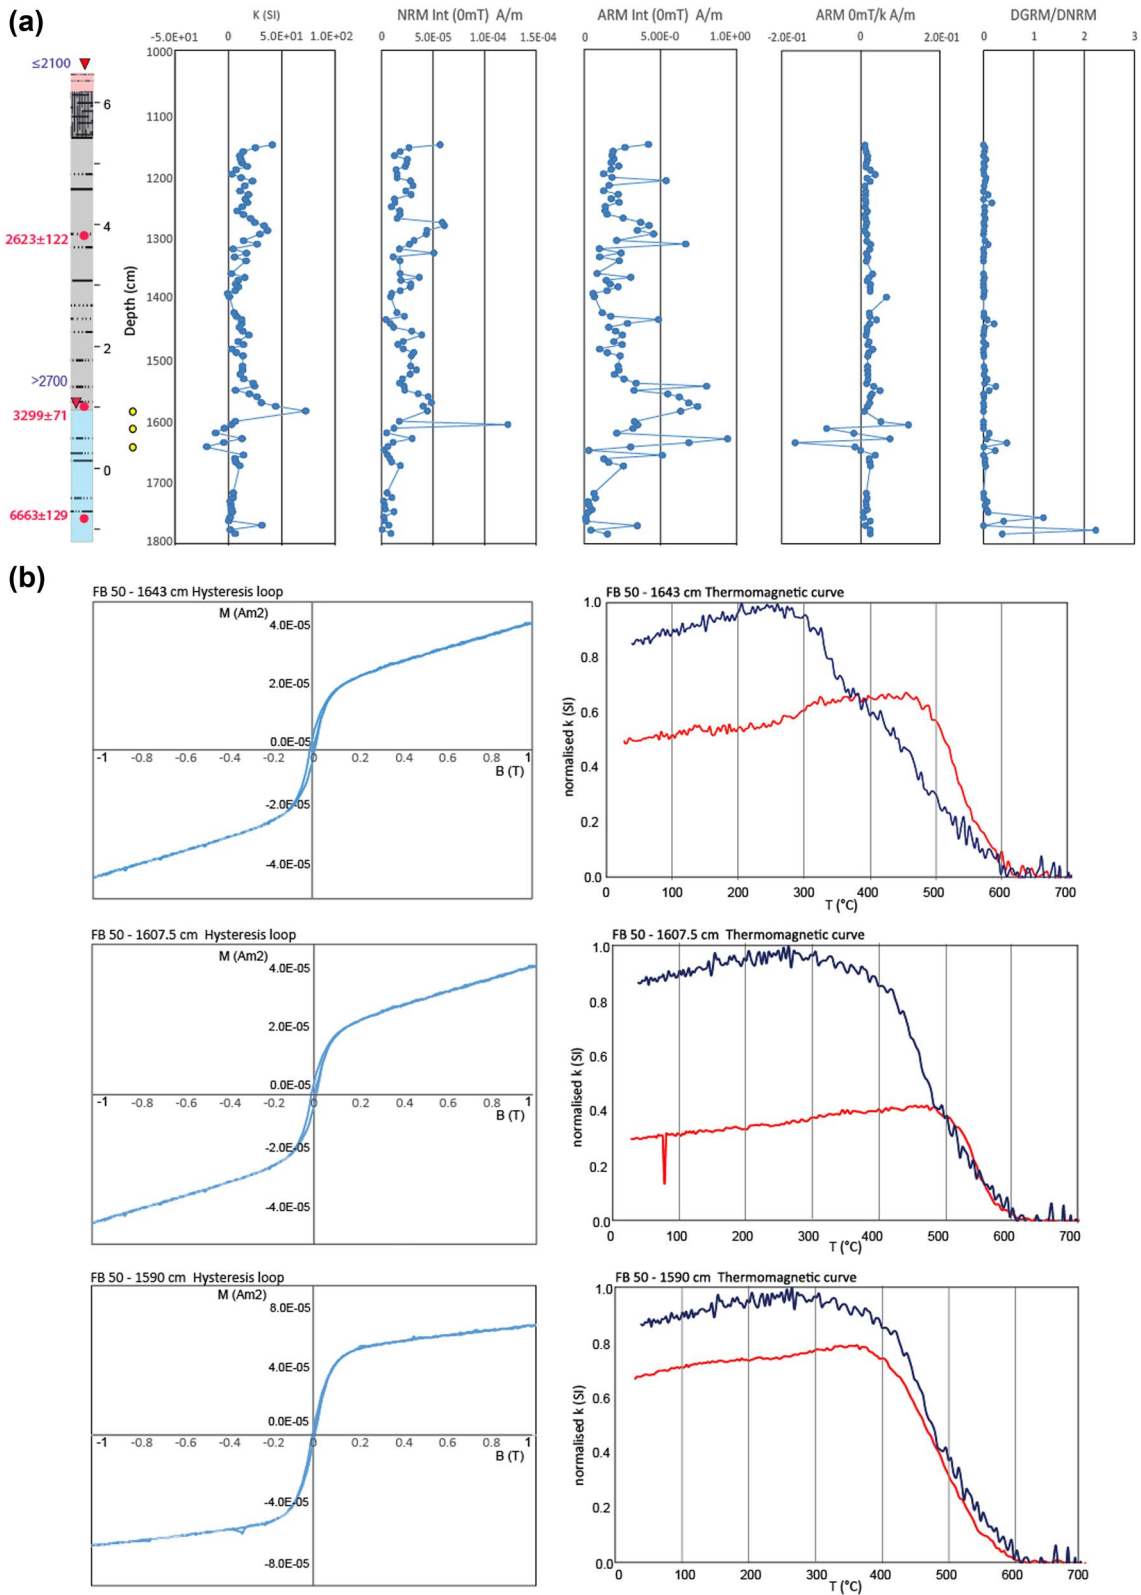 (a)
K (SI)
NRM Int (0mT) A/m
ARM Int (0mT) A/m
ARM 0mT/k A/m
DGRM/DNRM
-5.0E+01 0 5.0E+01 1.0E+02
0 5.0E-05 1.0E-04 1.5E-04
0 5.00E-0 1.0E+00
-2.0E-01 0 2.0E-01
0 1 2 3
≤2100
2623±122
>2700
3299±71
6663±129
6
4
2
0
Depth (cm)
1000
1100
1200
1300
1400
1500
1600
1700
1800
(b)
FB 50 - 1643 cm Hysteresis loop
M (Am2)
4.0E-05
2.0E-05
0.0E-05
-1 -0.8 -0.6 -0.4 -0.2 0 0.2 0.4 0.6 0.8 1
B (T)
-2.0E-05
-4.0E-05
FB 50 - 1643 cm Thermomagnetic curve
normalised k (SI)
1.0
0.8
0.6
0.4
0.2
0.0
0 100 200 300 400 500 600 700
T (°C)
FB 50 - 1607.5 cm Hysteresis loop
M (Am2)
4.0E-05
2.0E-05
0.0E-05
-1 -0.8 -0.6 -0.4 -0.2 0 0.2 0.4 0.6 0.8 1
B (T)
-2.0E-05
-4.0E-05
FB 50 - 1607.5 cm Thermomagnetic curve
normalised k (SI)
1.0
0.8
0.6
0.4
0.2
0.0
0 100 200 300 400 500 600 700
T (°C)
FB 50 - 1590 cm Hysteresis loop
M (Am2)
8.0E-05
4.0E-05
0.0E-05
-1 -0.8 -0.6 -0.4 -0.2 0 0.2 0.4 0.6 0.8 1
B (T)
-4.0E-05
-8.0E-05
FB 50 - 1590 cm Thermomagnetic curve
normalised k (SI)
1.0
0.8
0.6
0.4
0.2
0.0
0 100 200 300 400 500 600 700
T (°C)